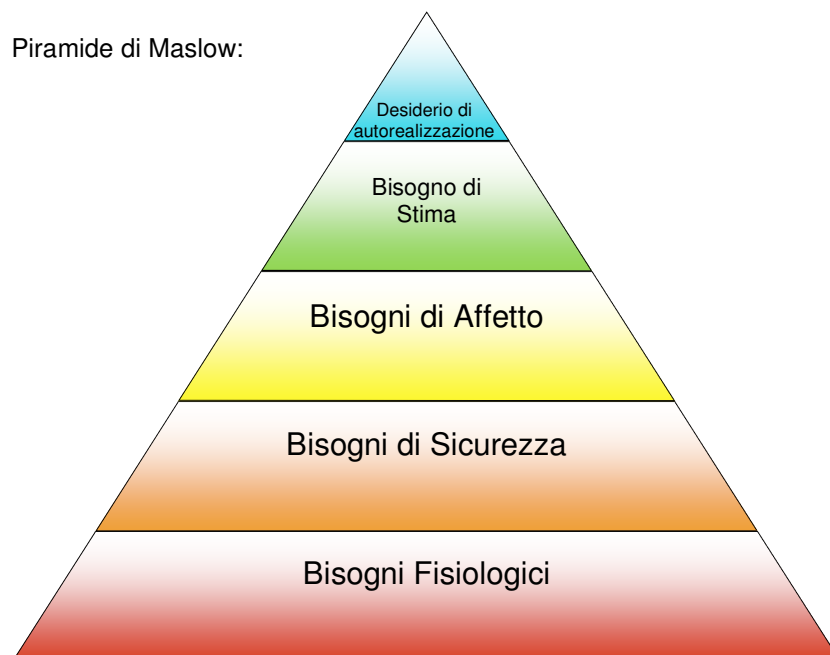 Piramide di Maslow:
Desiderio di
autorealizzazione
Bisogno di
Stima
Bisogni di Affetto
Bisogni di Sicurezza
Bisogni Fisiologici